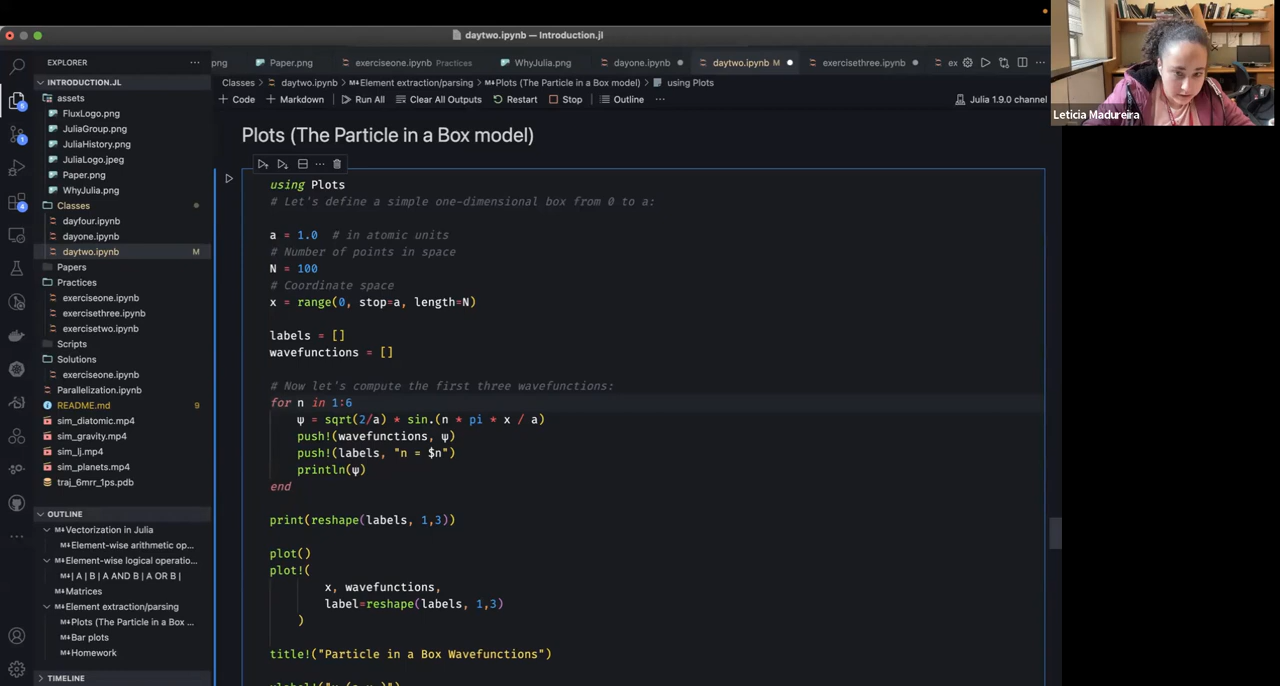 daytwo.ipynb — Introduction.jl
EXPLORER
INTRODUCTION.JL
assets
FluxLogo.png
JuliaGroup.png
JuliaHistory.png
JuliaLogo.jpeg
Paper.png
WhyJulia.png
Classes
dayfour.ipynb
dayone.ipynb
daytwo.ipynb M
Papers
Practices
exerciseone.ipynb
exercisethree.ipynb
exercisetwo.ipynb
Scripts
Solutions
exerciseone.ipynb
Parallelization.ipynb
README.md 9
sim_diatomic.mp4
sim_gravity.mp4
sim_lj.mp4
sim_planets.mp4
traj_6mrr_1ps.pdb
OUTLINE
M↓Vectorization in Julia
M↓Element-wise arithmetic op...
M↓Element-wise logical operatio...
M↓| A | B | A AND B | A OR B |
M↓Matrices
M↓Element extraction/parsing
M↓Plots (The Particle in a Box ...
M↓Bar plots
M↓Homework
TIMELINE
5
1
4
png Paper.png exerciseone.ipynb Practices WhyJulia.png dayone.ipynb daytwo.ipynb M exercisethree.ipynb ex
Classes > daytwo.ipynb > M↓Element extraction/parsing > M↓Plots (The Particle in a Box model) > using Plots
+ Code + Markdown Run All Clear All Outputs Restart Stop Outline ... Julia 1.9.0 channel
Plots (The Particle in a Box model)
using Plots
# Let's define a simple one-dimensional box from 0 to a:
a = 1.0  # in atomic units
# Number of points in space
N = 100
# Coordinate space
x = range(0, stop=a, length=N)
labels = []
wavefunctions = []
# Now let's compute the first three wavefunctions:
for n in 1:6
ψ = sqrt(2/a) * sin.(n * pi * x / a)
push!(wavefunctions, ψ)
push!(labels, "n = $n")
println(ψ)
end
print(reshape(labels, 1,3))
plot()
plot!(
x, wavefunctions,
label=reshape(labels, 1,3)
)
title!("Particle in a Box Wavefunctions")
Leticia Madureira